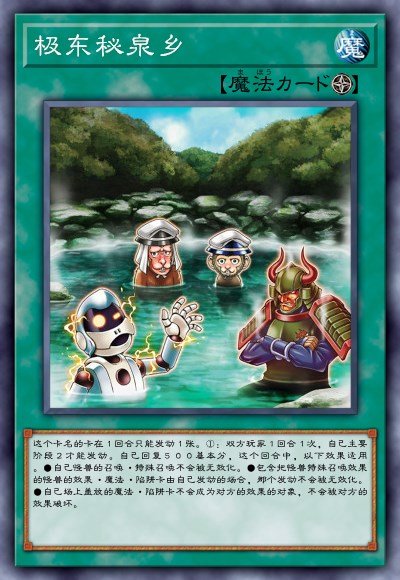 极东秘泉乡
魔
【魔法カード】
まほう
这个卡名的卡在1回合只能发动1张。①：双方玩家1回合1次，自己主要
阶段2才能发动。自己回复500基本分，这个回合中，以下效果适用
。●自己怪兽的召唤·特殊召唤不会被无效化。●包含把怪兽特殊召唤效果
的怪兽的效果·魔法·陷阱卡由自己发动的场合，那个发动不会被无效化。
●自己场上盖放的魔法·陷阱卡不会成为对方的效果的对象，不会被对方的
效果破坏。